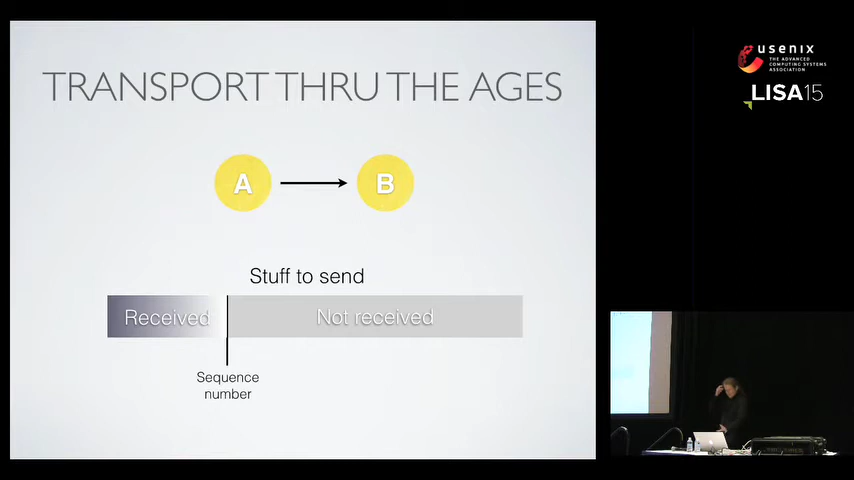 TRANSPORT THRU THE AGES
A
B
Stuff to send
Received
Not received
Sequence
number
usenix
THE ADVANCED
COMPUTING SYSTEMS
ASSOCIATION
LISA15